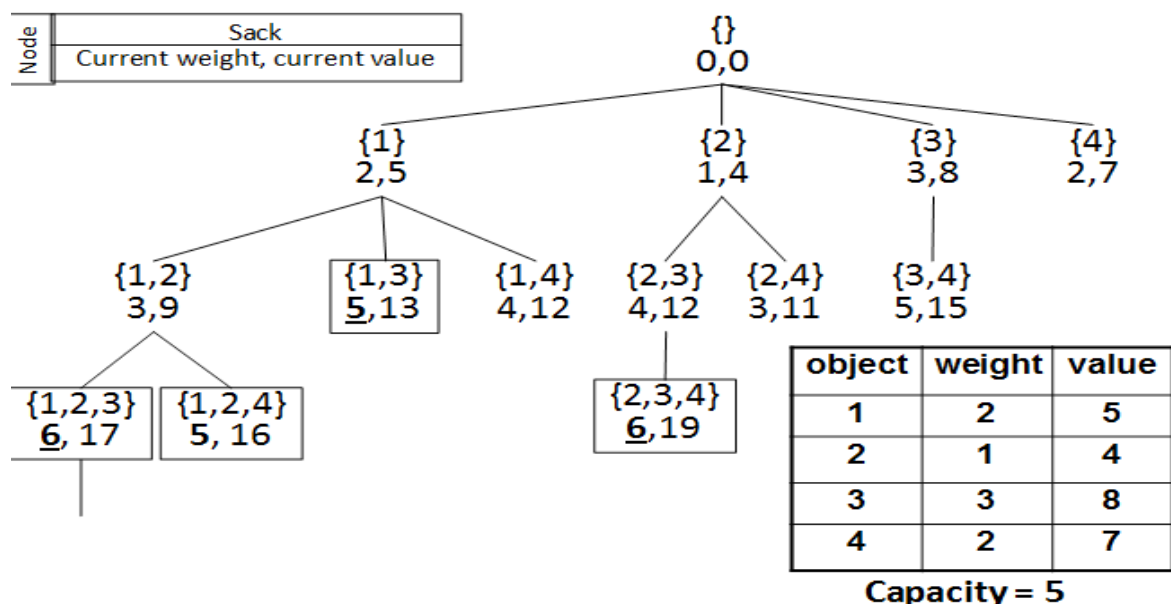 Node
Sack
Current weight, current value
{}
0,0
{1} {2} {3} {4}
2,5 1,4 3,8 2,7
{1,2} {1,3} {1,4} {2,3} {2,4} {3,4}
3,9 5,13 4,12 4,12 3,11 5,15
{1,2,3} {1,2,4} {2,3,4}
6, 17 5, 16 6,19
object weight value
1 2 5
2 1 4
3 3 8
4 2 7
Capacity = 5